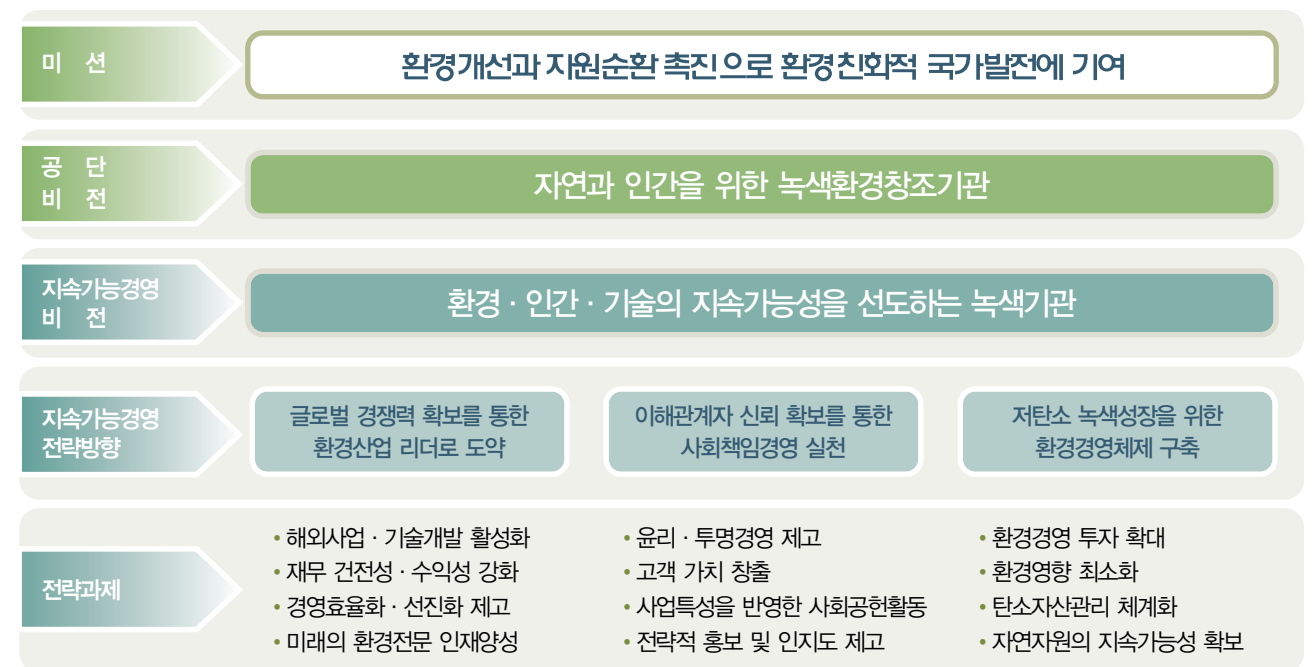 미 션
환경개선과 자원순환 촉진으로 환경친화적 국가발전에 기여
공 단
비 전
자연과 인간을 위한 녹색환경창조기관
지속가능경영
비 전
환경 · 인간 · 기술의 지속가능성을 선도하는 녹색기관
지속가능경영
전략방향
글로벌 경쟁력 확보를 통한
환경산업 리더로 도약
이해관계자 신뢰 확보를 통한
사회책임경영 실천
저탄소 녹색성장을 위한
환경경영체제 구축
전략과제
• 해외사업 · 기술개발 활성화
• 재무 건전성 · 수익성 강화
• 경영효율화 · 선진화 제고
• 미래의 환경전문 인재양성
• 윤리 · 투명경영 제고
• 고객 가치 창출
• 사업특성을 반영한 사회공헌활동
• 전략적 홍보 및 인지도 제고
• 환경경영 투자 확대
• 환경영향 최소화
• 탄소자산관리 체계화
• 자연자원의 지속가능성 확보